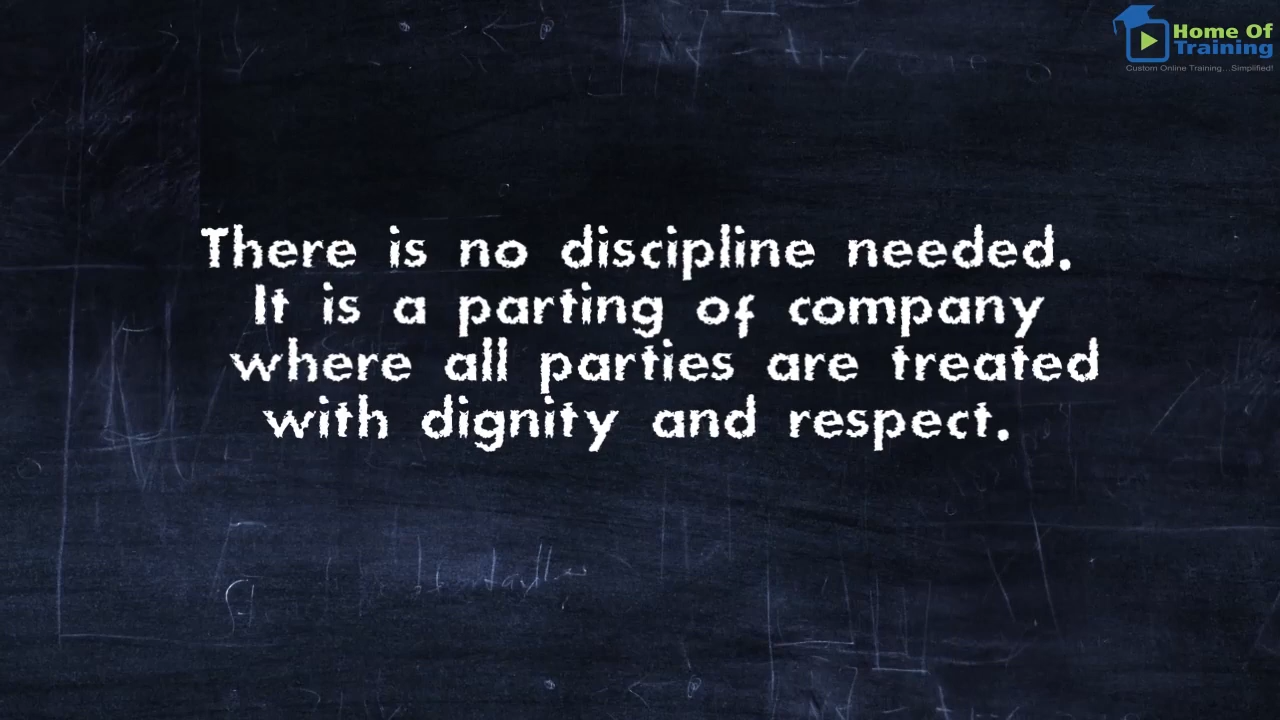 Home Of
Training
Custom Online Training...Simplified!
There is no discipline needed.
It is a parting of company
where all parties are treated
with dignity and respect.